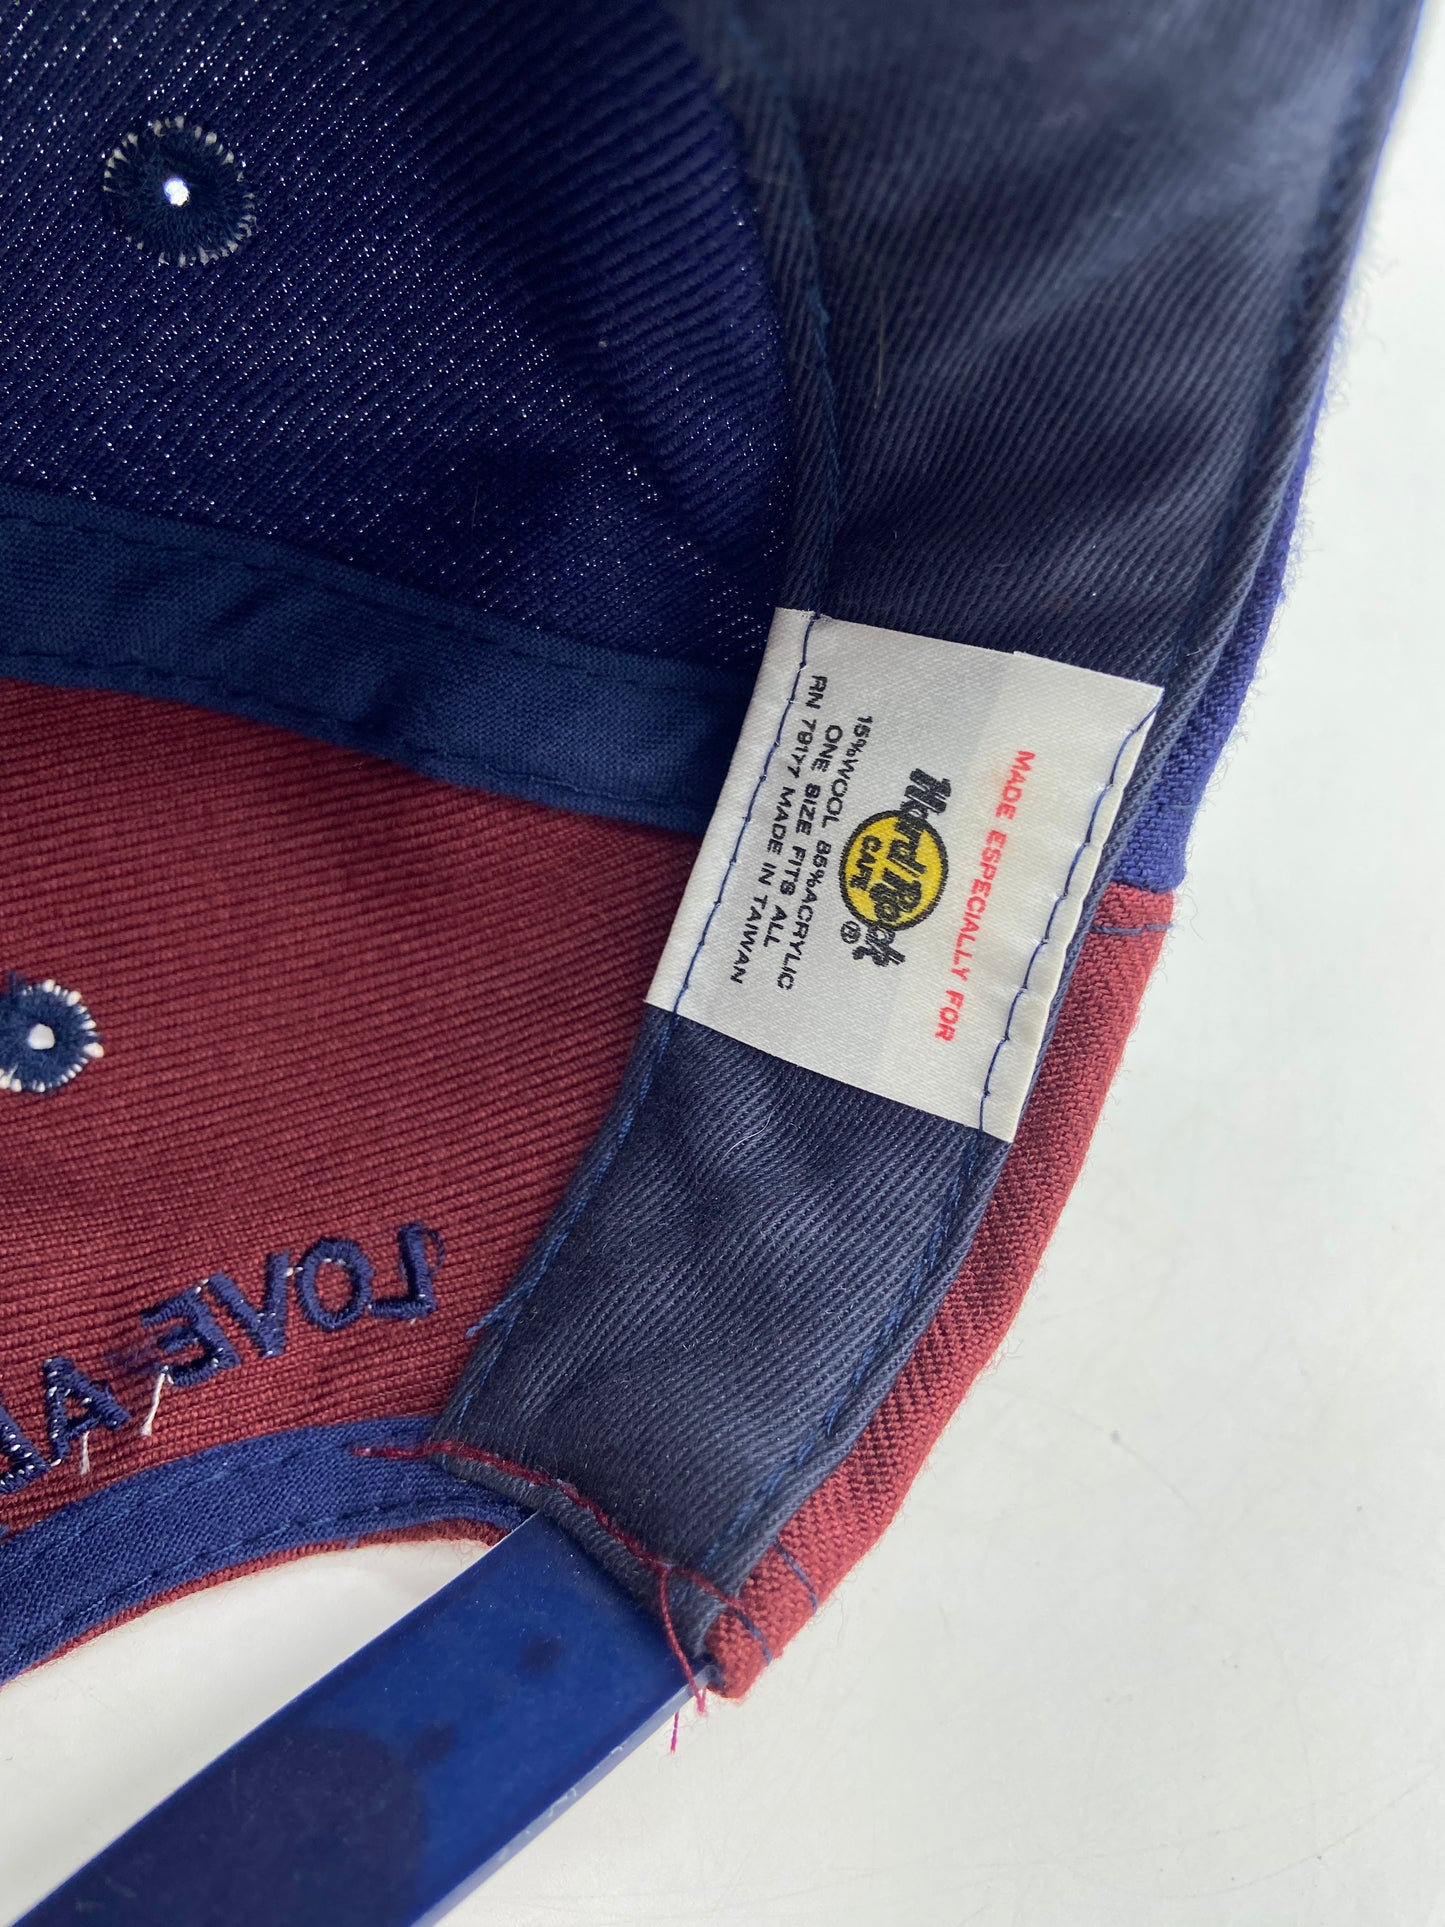 MADE ESPECIALLY FOR
Hard Rock
CAFE
®
15%WOOL 85%ACRYLIC
ONE SIZE FITS ALL
RN 79177 MADE IN TAIWAN
LOVE AL